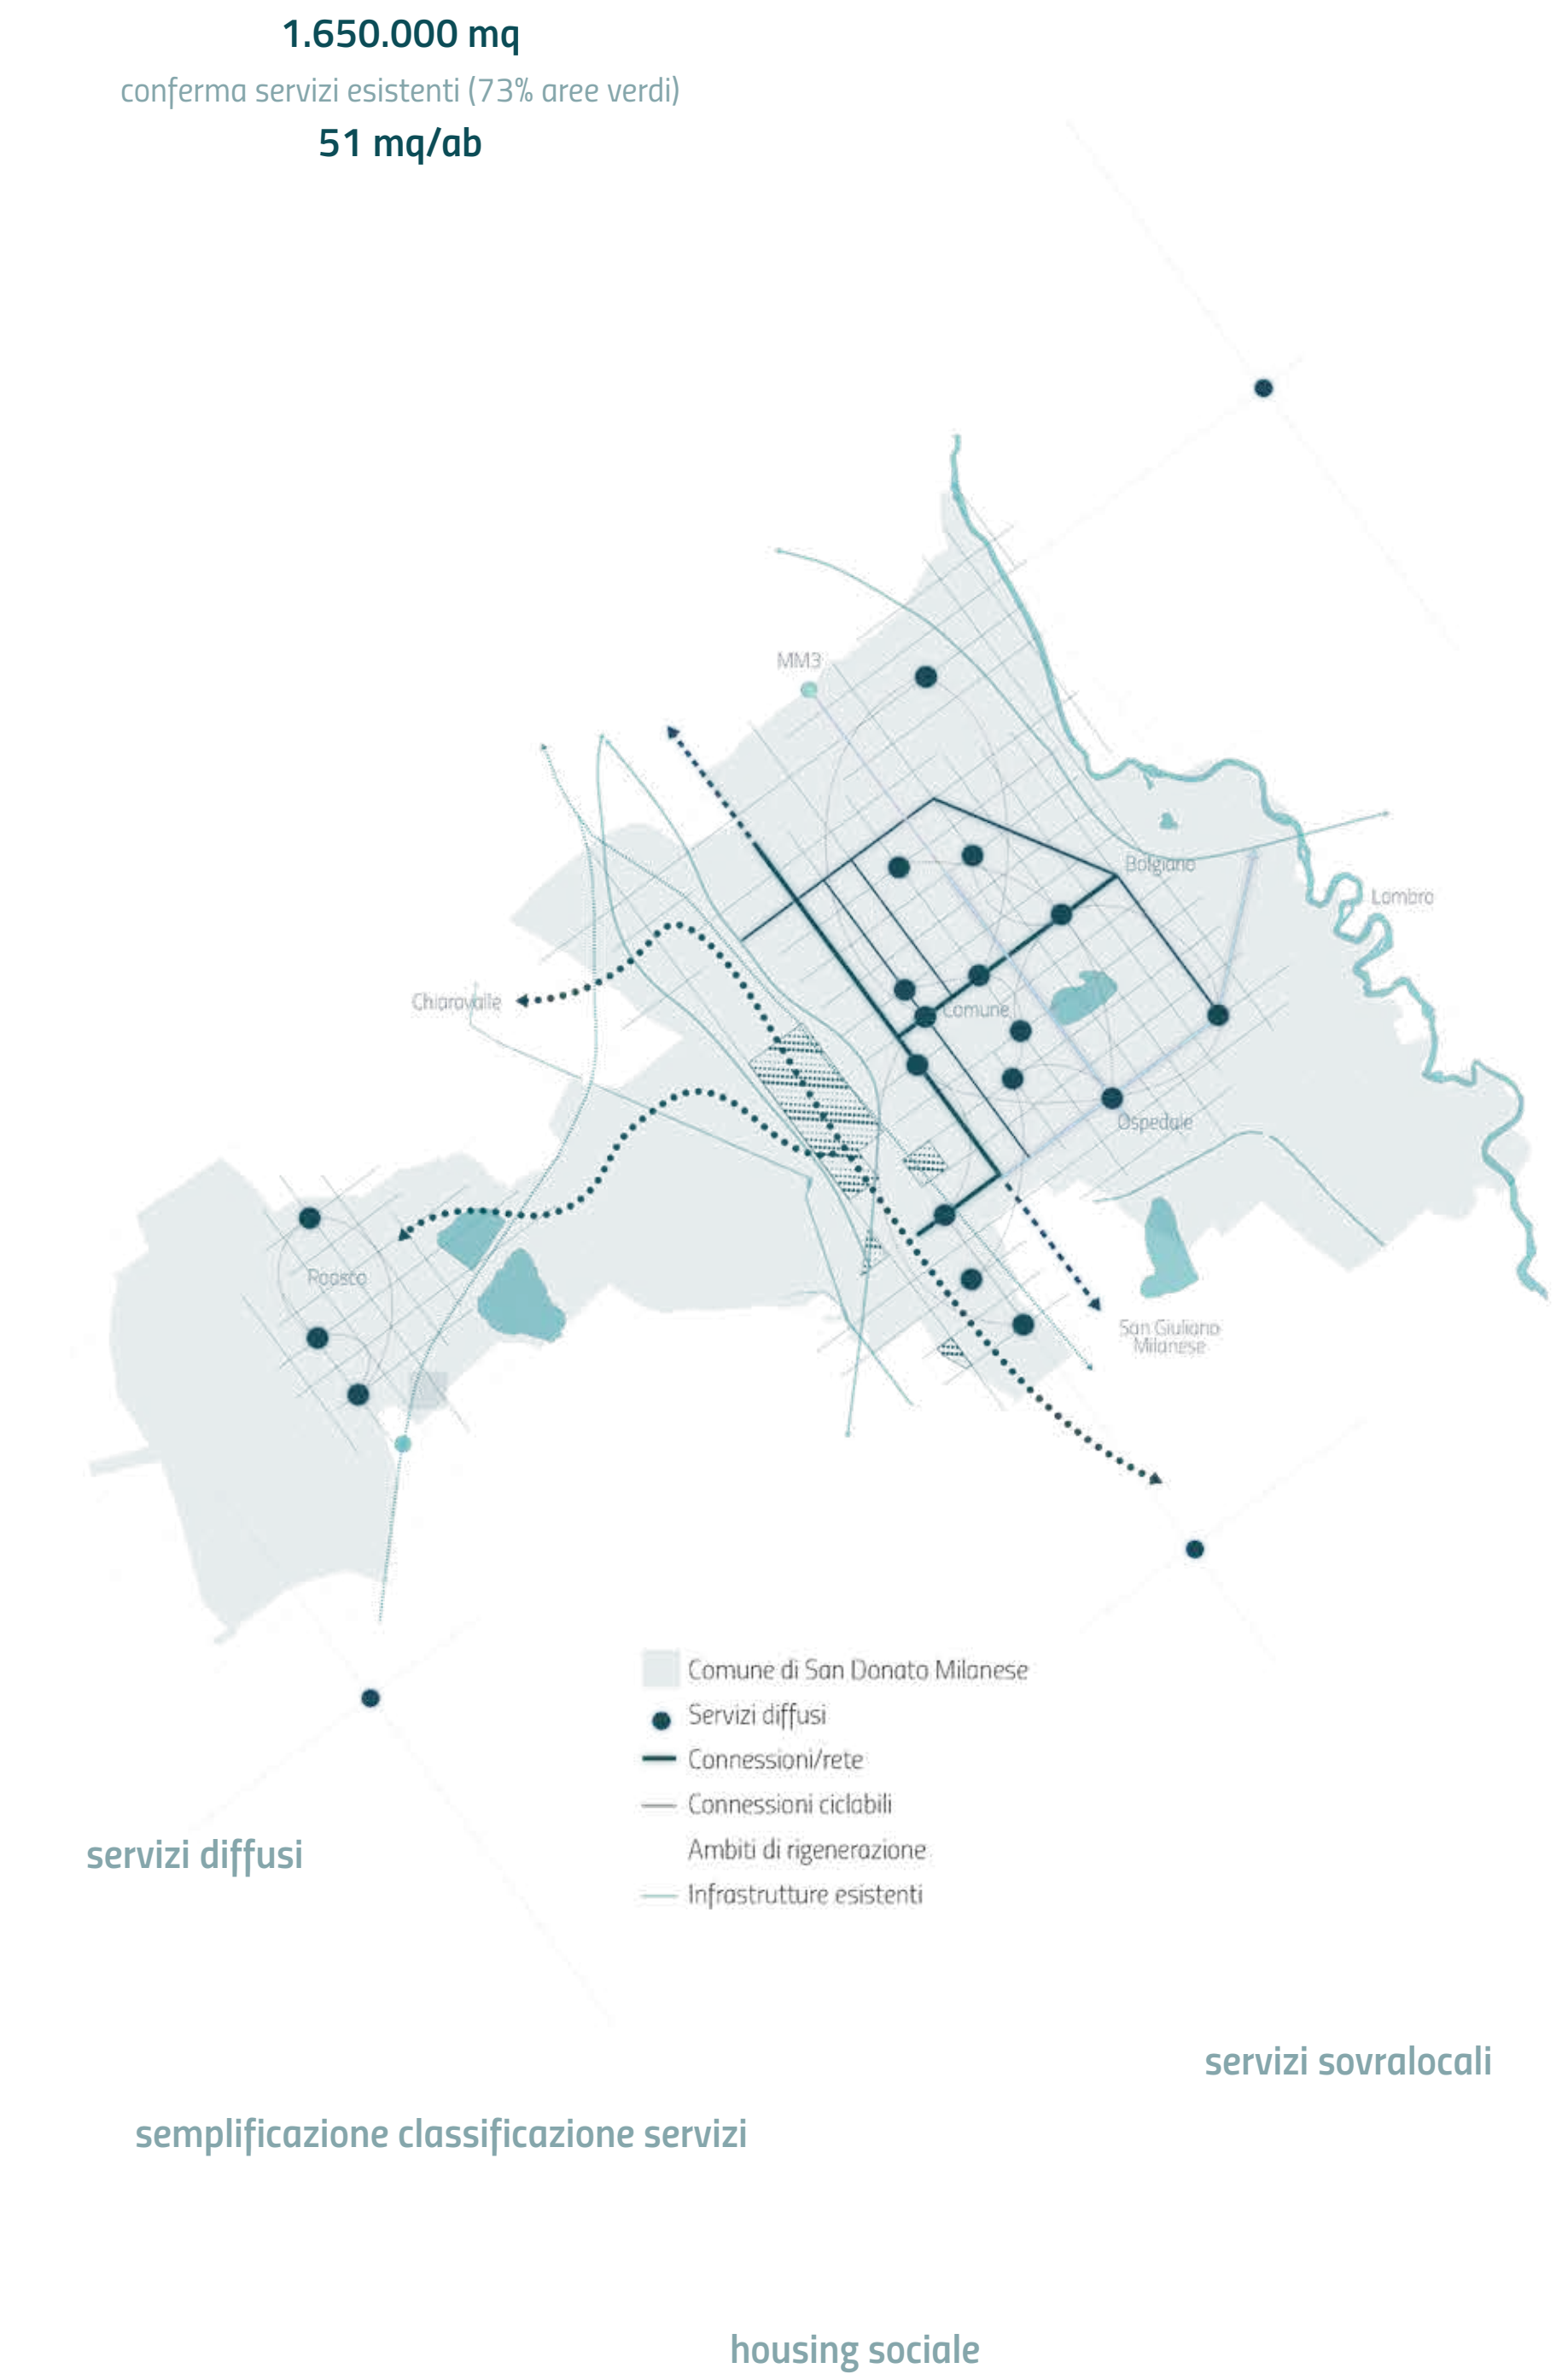 1.650.000 mq
conferma servizi esistenti (73% aree verdi)
51 mq/ab
MM3
Bolgiano
Lambro
Chiaravalle
Comune
Ospedale
Poasco
San Giuliano
Milanese
Comune di San Donato Milanese
Servizi diffusi
Connessioni/rete
Connessioni ciclabili
Ambiti di rigenerazione
Infrastrutture esistenti
servizi diffusi
servizi sovralocali
semplificazione classificazione servizi
housing sociale